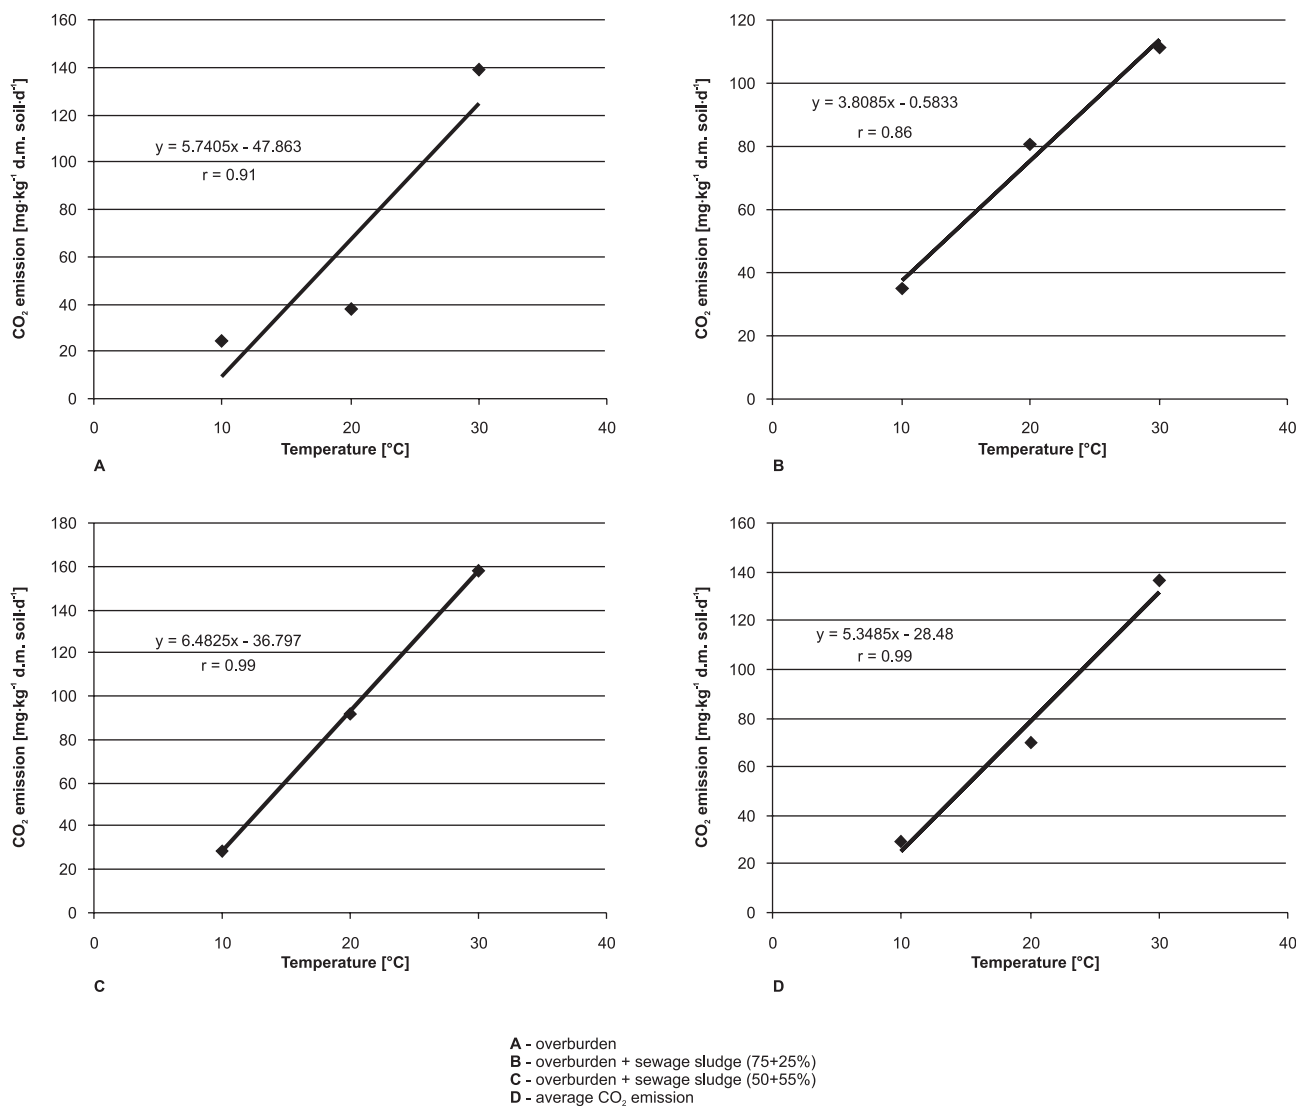 160
140
120
100
80
60
40
20
0
CO₂ emission [mg·kg⁻¹ d.m. soil·d⁻¹]
y = 5.7405x - 47.863
r = 0.91
0 10 20 30 40
Temperature [°C]
A
120
100
80
60
40
20
0
CO₂ emission [mg·kg⁻¹ d.m. soil·d⁻¹]
y = 3.8085x - 0.5833
r = 0.86
0 10 20 30 40
Temperature [°C]
B
180
160
140
120
100
80
60
40
20
0
CO₂ emission [mg·kg⁻¹ d.m. soil·d⁻¹]
y = 6.4825x - 36.797
r = 0.99
0 10 20 30 40
Temperature [°C]
C
160
140
120
100
80
60
40
20
0
CO₂ emission [mg·kg⁻¹ d.m. soil·d⁻¹]
y = 5.3485x - 28.48
r = 0.99
0 10 20 30 40
Temperature [°C]
D
A - overburden
B - overburden + sewage sludge (75+25%)
C - overburden + sewage sludge (50+55%)
D - average CO₂ emission